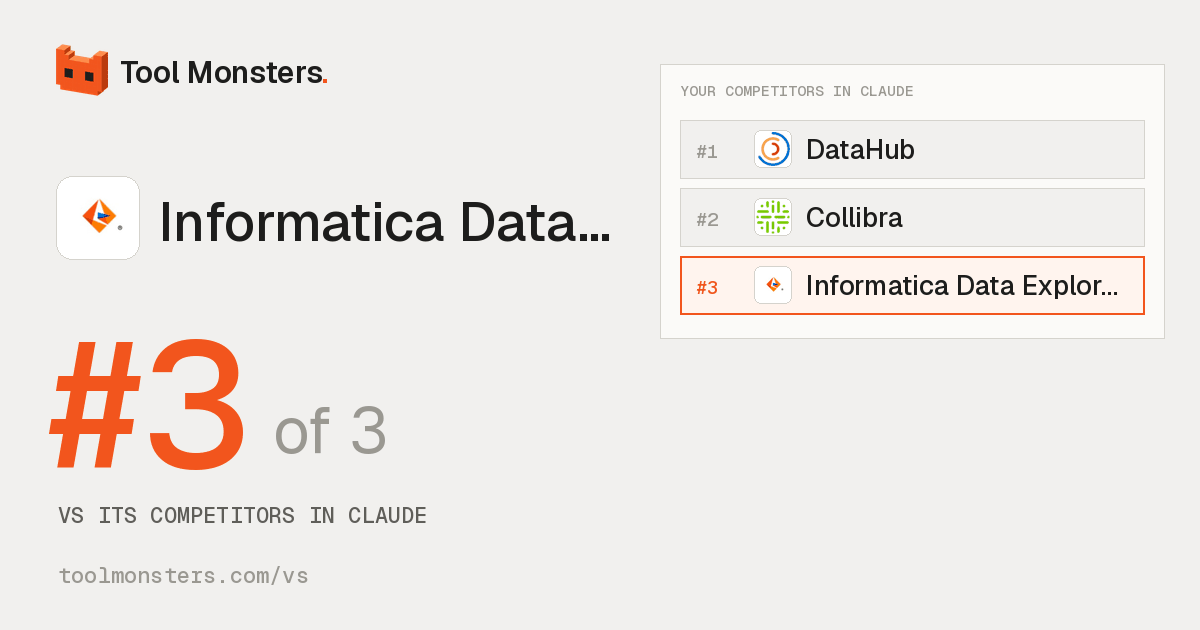 Tool Monsters.
Informatica Data...
#3 of 3
VS ITS COMPETITORS IN CLAUDE
toolmonsters.com/vs
YOUR COMPETITORS IN CLAUDE
#1 DataHub
#2 Collibra
#3 Informatica Data Explor...